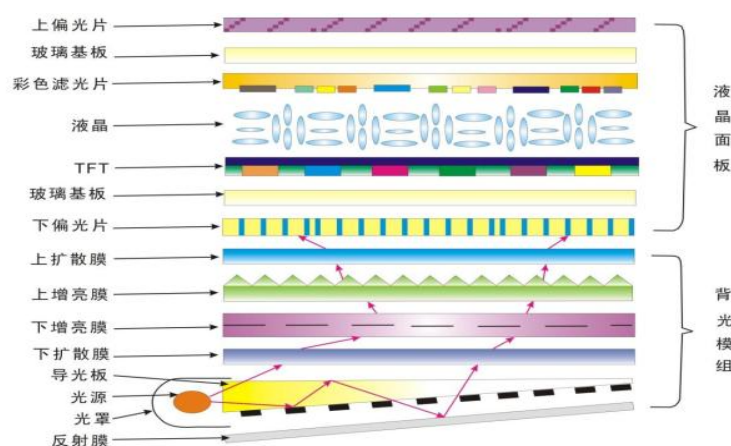 上偏光片
玻璃基板
彩色滤光片
液晶
TFT
玻璃基板
下偏光片
上扩散膜
上增亮膜
下增亮膜
下扩散膜
导光板
光源
光罩
反射膜
液晶面板
背光模组